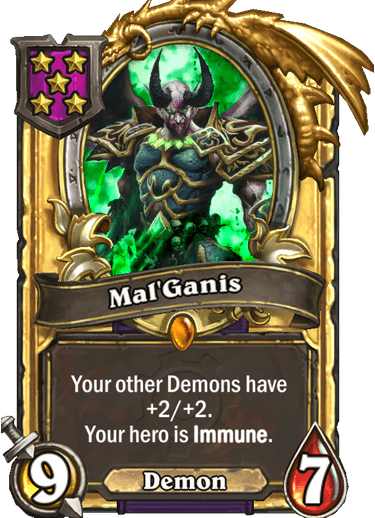 Mal'Ganis
Your other Demons have
+2/+2.
Your hero is Immune.
9
Demon
7